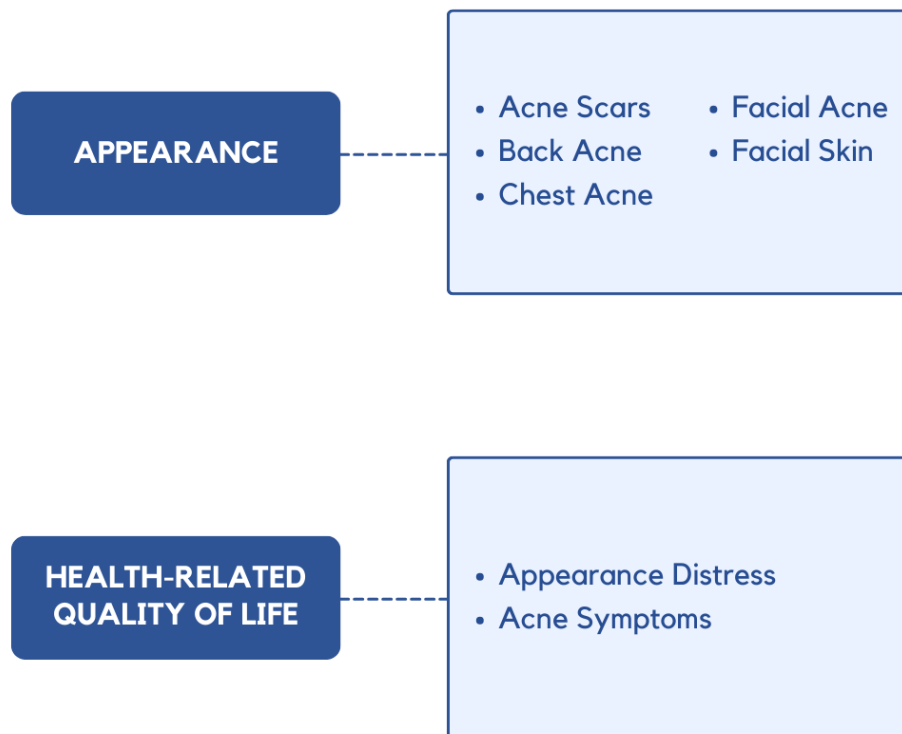 APPEARANCE
• Acne Scars
• Back Acne
• Chest Acne
• Facial Acne
• Facial Skin
HEALTH-RELATED
QUALITY OF LIFE
• Appearance Distress
• Acne Symptoms